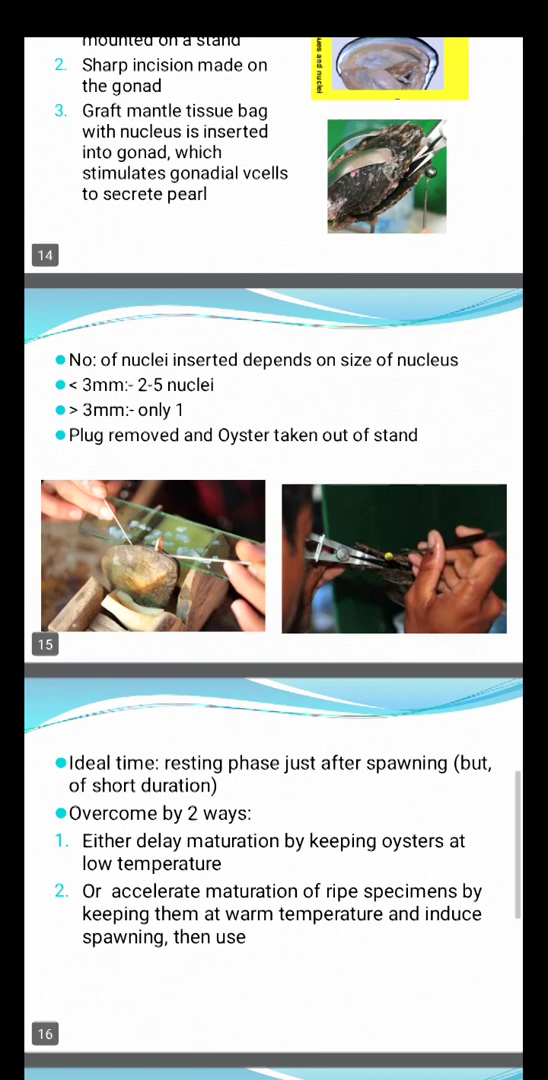 mounted on a stand
2. Sharp incision made on
the gonad
3. Graft mantle tissue bag
with nucleus is inserted
into gonad, which
stimulates gonadial vcells
to secrete pearl
and nuclei
14
No: of nuclei inserted depends on size of nucleus
< 3mm:- 2-5 nuclei
> 3mm:- only 1
Plug removed and Oyster taken out of stand
15
Ideal time: resting phase just after spawning (but,
of short duration)
Overcome by 2 ways:
1. Either delay maturation by keeping oysters at
low temperature
2. Or accelerate maturation of ripe specimens by
keeping them at warm temperature and induce
spawning, then use
16